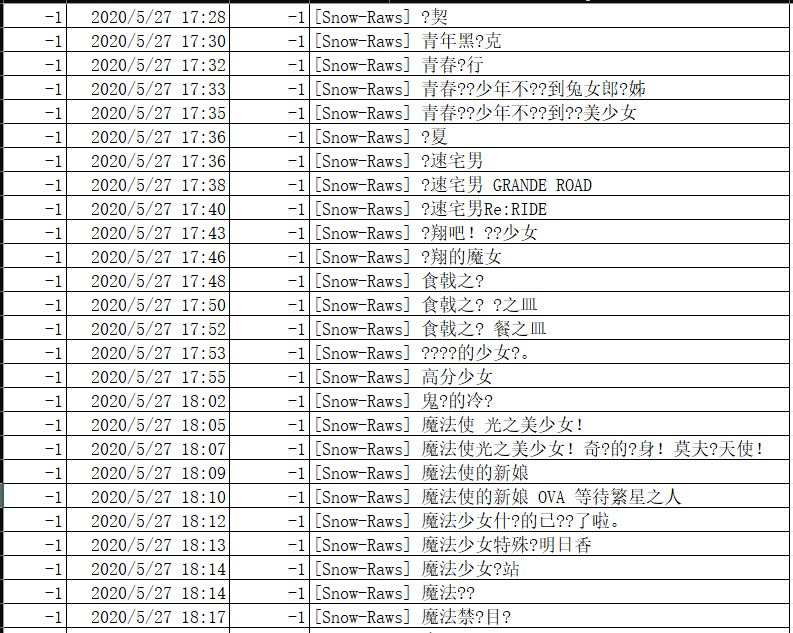 -1 2020/5/27 17:28 -1 [Snow-Raws] ?契
-1 2020/5/27 17:30 -1 [Snow-Raws] 青年黑?克
-1 2020/5/27 17:32 -1 [Snow-Raws] 青春?行
-1 2020/5/27 17:33 -1 [Snow-Raws] 青春??少年不??到兔女郎?姊
-1 2020/5/27 17:35 -1 [Snow-Raws] 青春??少年不??到??美少女
-1 2020/5/27 17:36 -1 [Snow-Raws] ?夏
-1 2020/5/27 17:36 -1 [Snow-Raws] ?速宅男
-1 2020/5/27 17:38 -1 [Snow-Raws] ?速宅男 GRANDE ROAD
-1 2020/5/27 17:40 -1 [Snow-Raws] ?速宅男Re:RIDE
-1 2020/5/27 17:43 -1 [Snow-Raws] ?翔吧！??少女
-1 2020/5/27 17:46 -1 [Snow-Raws] ?翔的魔女
-1 2020/5/27 17:48 -1 [Snow-Raws] 食戟之?
-1 2020/5/27 17:50 -1 [Snow-Raws] 食戟之? ?之皿
-1 2020/5/27 17:52 -1 [Snow-Raws] 食戟之? 餐之皿
-1 2020/5/27 17:53 -1 [Snow-Raws] ????的少女?。
-1 2020/5/27 17:55 -1 [Snow-Raws] 高分少女
-1 2020/5/27 18:02 -1 [Snow-Raws] 鬼?的冷?
-1 2020/5/27 18:05 -1 [Snow-Raws] 魔法使 光之美少女！
-1 2020/5/27 18:07 -1 [Snow-Raws] 魔法使光之美少女！奇?的?身！莫夫?天使！
-1 2020/5/27 18:09 -1 [Snow-Raws] 魔法使的新娘
-1 2020/5/27 18:10 -1 [Snow-Raws] 魔法使的新娘 OVA 等待繁星之人
-1 2020/5/27 18:12 -1 [Snow-Raws] 魔法少女什?的已??了啦。
-1 2020/5/27 18:13 -1 [Snow-Raws] 魔法少女特殊?明日香
-1 2020/5/27 18:14 -1 [Snow-Raws] 魔法少女?站
-1 2020/5/27 18:14 -1 [Snow-Raws] 魔法??
-1 2020/5/27 18:17 -1 [Snow-Raws] 魔法禁?目?